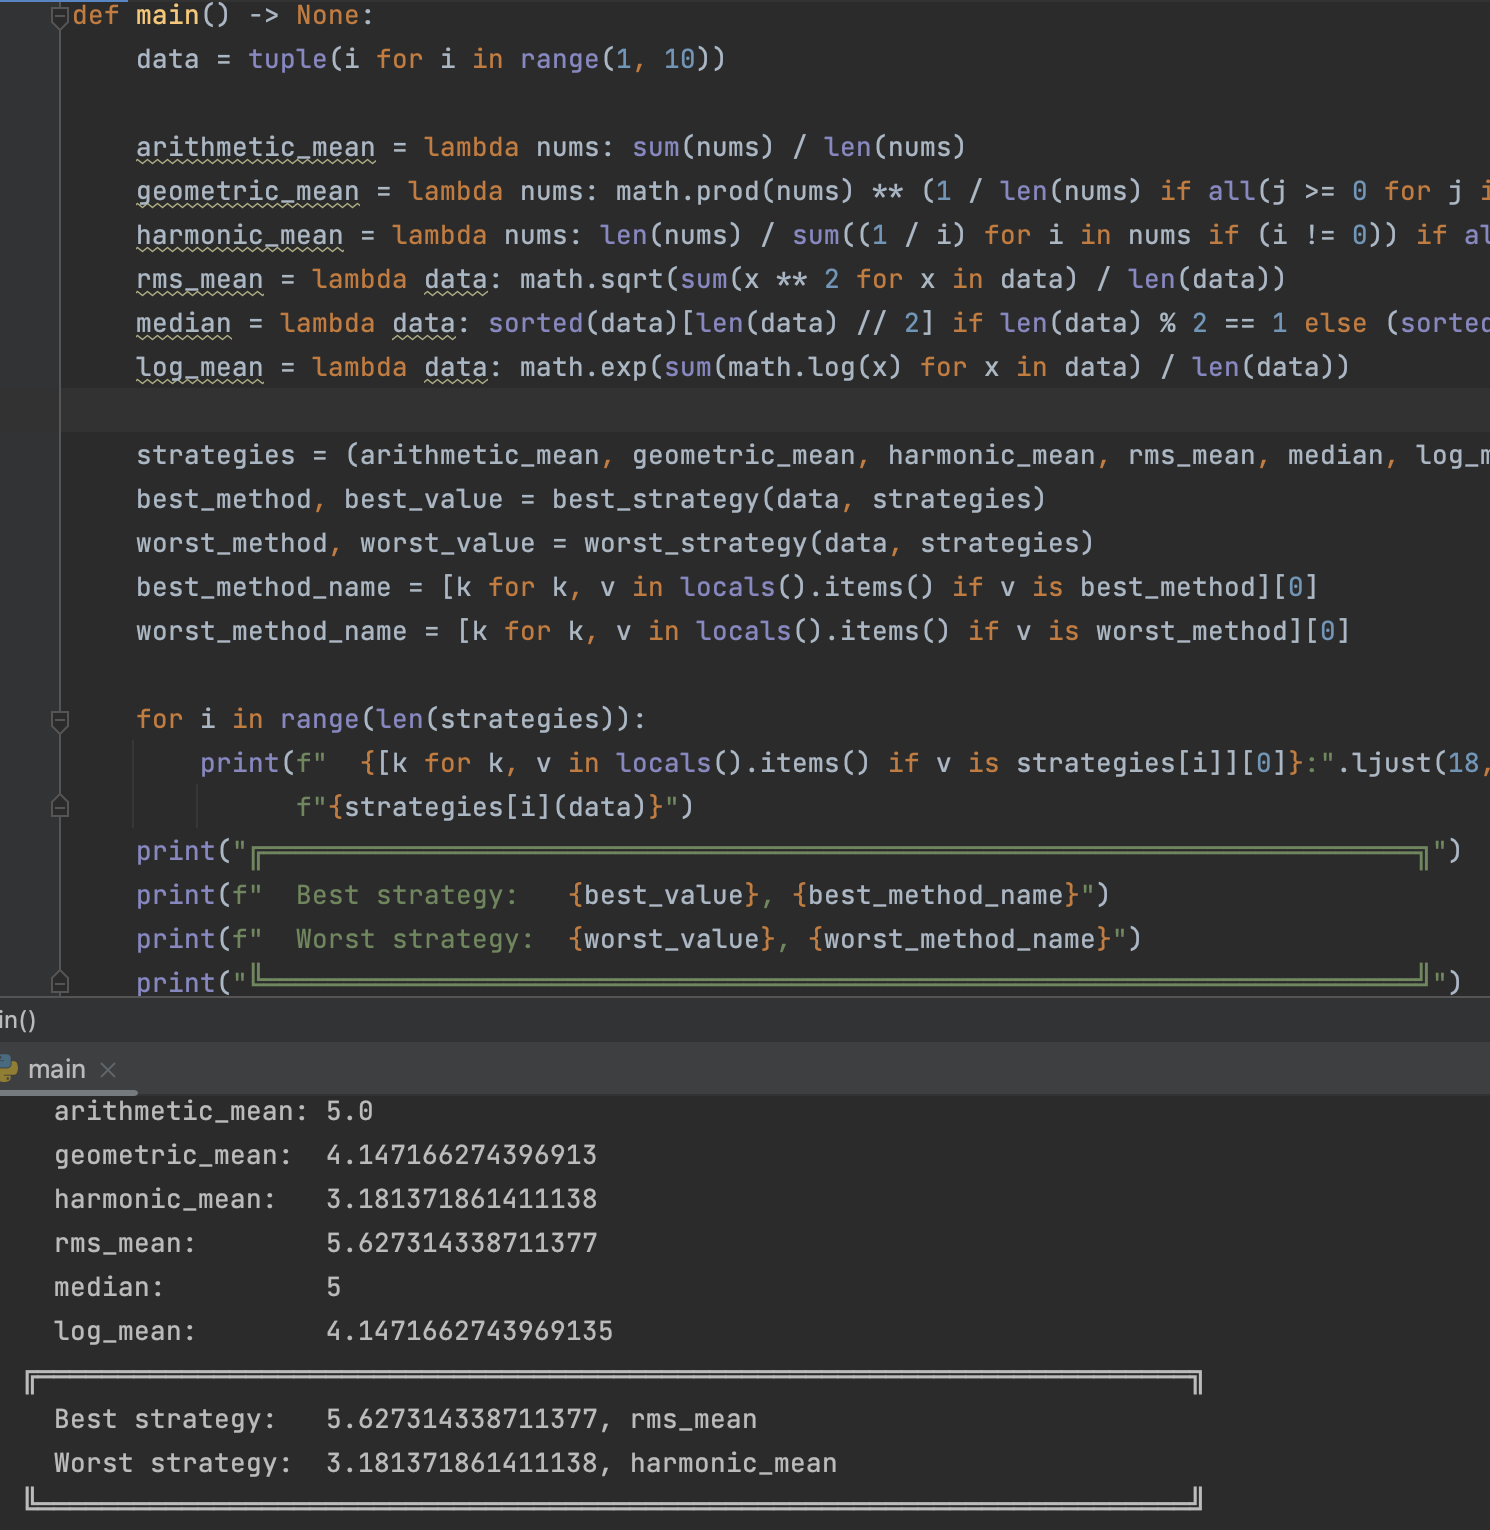 def main() -> None:
data = tuple(i for i in range(1, 10))
arithmetic_mean = lambda nums: sum(nums) / len(nums)
geometric_mean = lambda nums: math.prod(nums) ** (1 / len(nums) if all(j >= 0 for j i
harmonic_mean = lambda nums: len(nums) / sum((1 / i) for i in nums if (i != 0)) if al
rms_mean = lambda data: math.sqrt(sum(x ** 2 for x in data) / len(data))
median = lambda data: sorted(data)[len(data) // 2] if len(data) % 2 == 1 else (sorted
log_mean = lambda data: math.exp(sum(math.log(x) for x in data) / len(data))
strategies = (arithmetic_mean, geometric_mean, harmonic_mean, rms_mean, median, log_m
best_method, best_value = best_strategy(data, strategies)
worst_method, worst_value = worst_strategy(data, strategies)
best_method_name = [k for k, v in locals().items() if v is best_method][0]
worst_method_name = [k for k, v in locals().items() if v is worst_method][0]
for i in range(len(strategies)):
print(f"  {[k for k, v in locals().items() if v is strategies[i]][0]}:".ljust(18,
f"{strategies[i](data)}")
print("╔═════════════════════════════════════════════════════════════════════════╗")
print(f"  Best strategy:   {best_value}, {best_method_name}")
print(f"  Worst strategy:  {worst_value}, {worst_method_name}")
print("╚═════════════════════════════════════════════════════════════════════════╝")
in()
main ×
arithmetic_mean: 5.0
geometric_mean:  4.147166274396913
harmonic_mean:   3.181371861411138
rms_mean:        5.627314338711377
median:          5
log_mean:        4.1471662743969135
╔═════════════════════════════════════════════════════════════════════════╗
Best strategy:   5.627314338711377, rms_mean
Worst strategy:  3.181371861411138, harmonic_mean
╚═════════════════════════════════════════════════════════════════════════╝